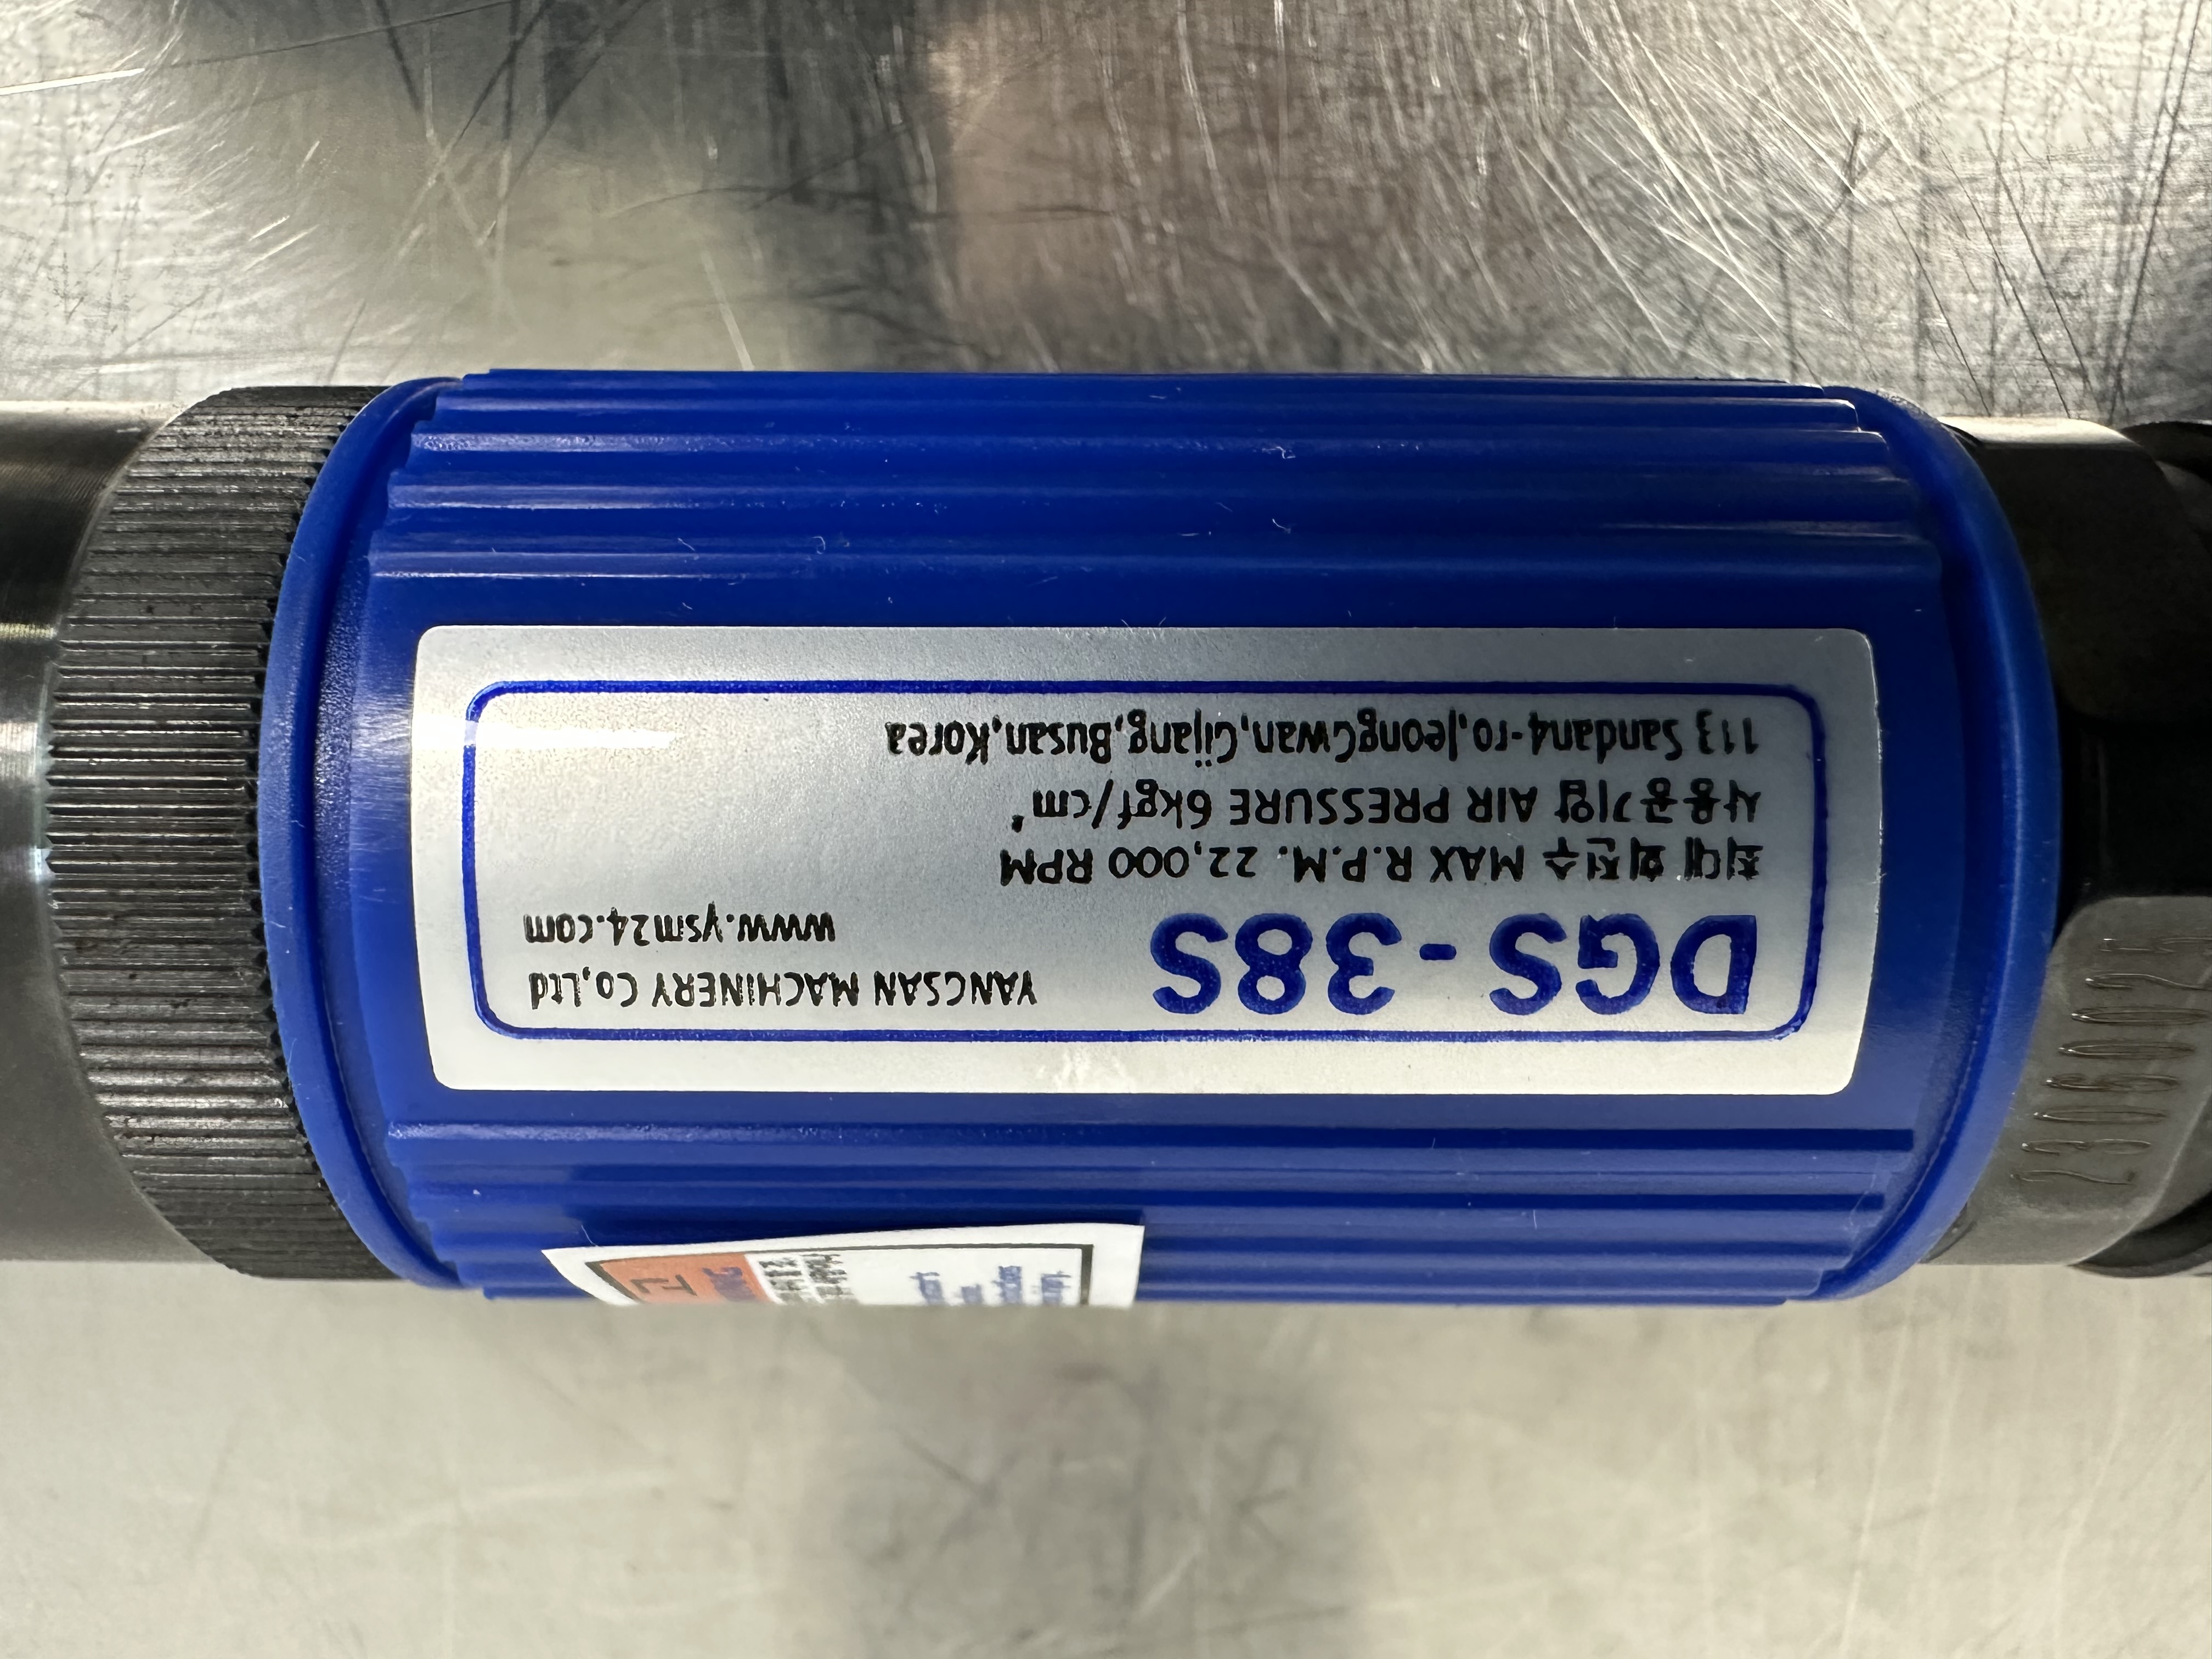 DGS-38S
YANGSAN MACHINERY CO,Ltd
www.ysm24.com
최대 회전수 MAX R.P.M. 22,000 RPM
사용공기압 AIR PRESSURE 6kgf/cm²
113 Sandan4-ro,JeongGwan,Gijang,Busan,Korea